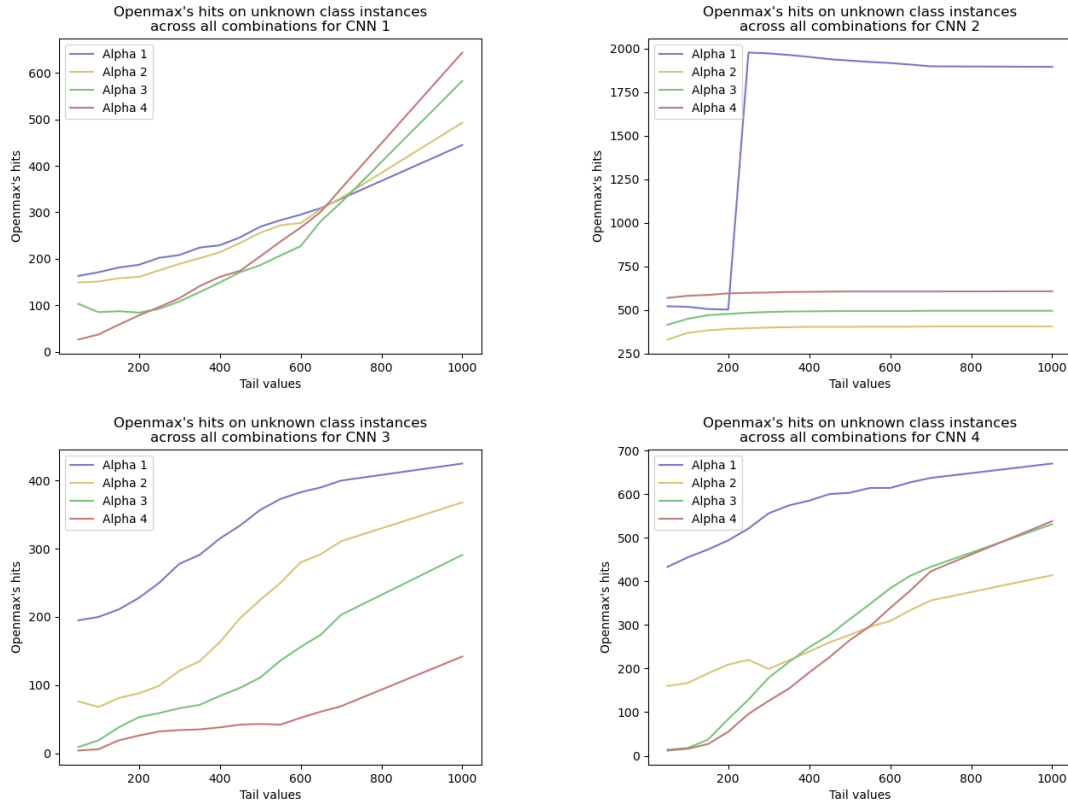 Openmax's hits on unknown class instances
across all combinations for CNN 1
Alpha 1
Alpha 2
Alpha 3
Alpha 4
Openmax's hits
600
500
400
300
200
100
0
200
400
600
800
1000
Tail values
Openmax's hits on unknown class instances
across all combinations for CNN 2
Alpha 1
Alpha 2
Alpha 3
Alpha 4
Openmax's hits
2000
1750
1500
1250
1000
750
500
250
200
400
600
800
1000
Tail values
Openmax's hits on unknown class instances
across all combinations for CNN 3
Alpha 1
Alpha 2
Alpha 3
Alpha 4
Openmax's hits
400
300
200
100
0
200
400
600
800
1000
Tail values
Openmax's hits on unknown class instances
across all combinations for CNN 4
Alpha 1
Alpha 2
Alpha 3
Alpha 4
Openmax's hits
700
600
500
400
300
200
100
0
200
400
600
800
1000
Tail values